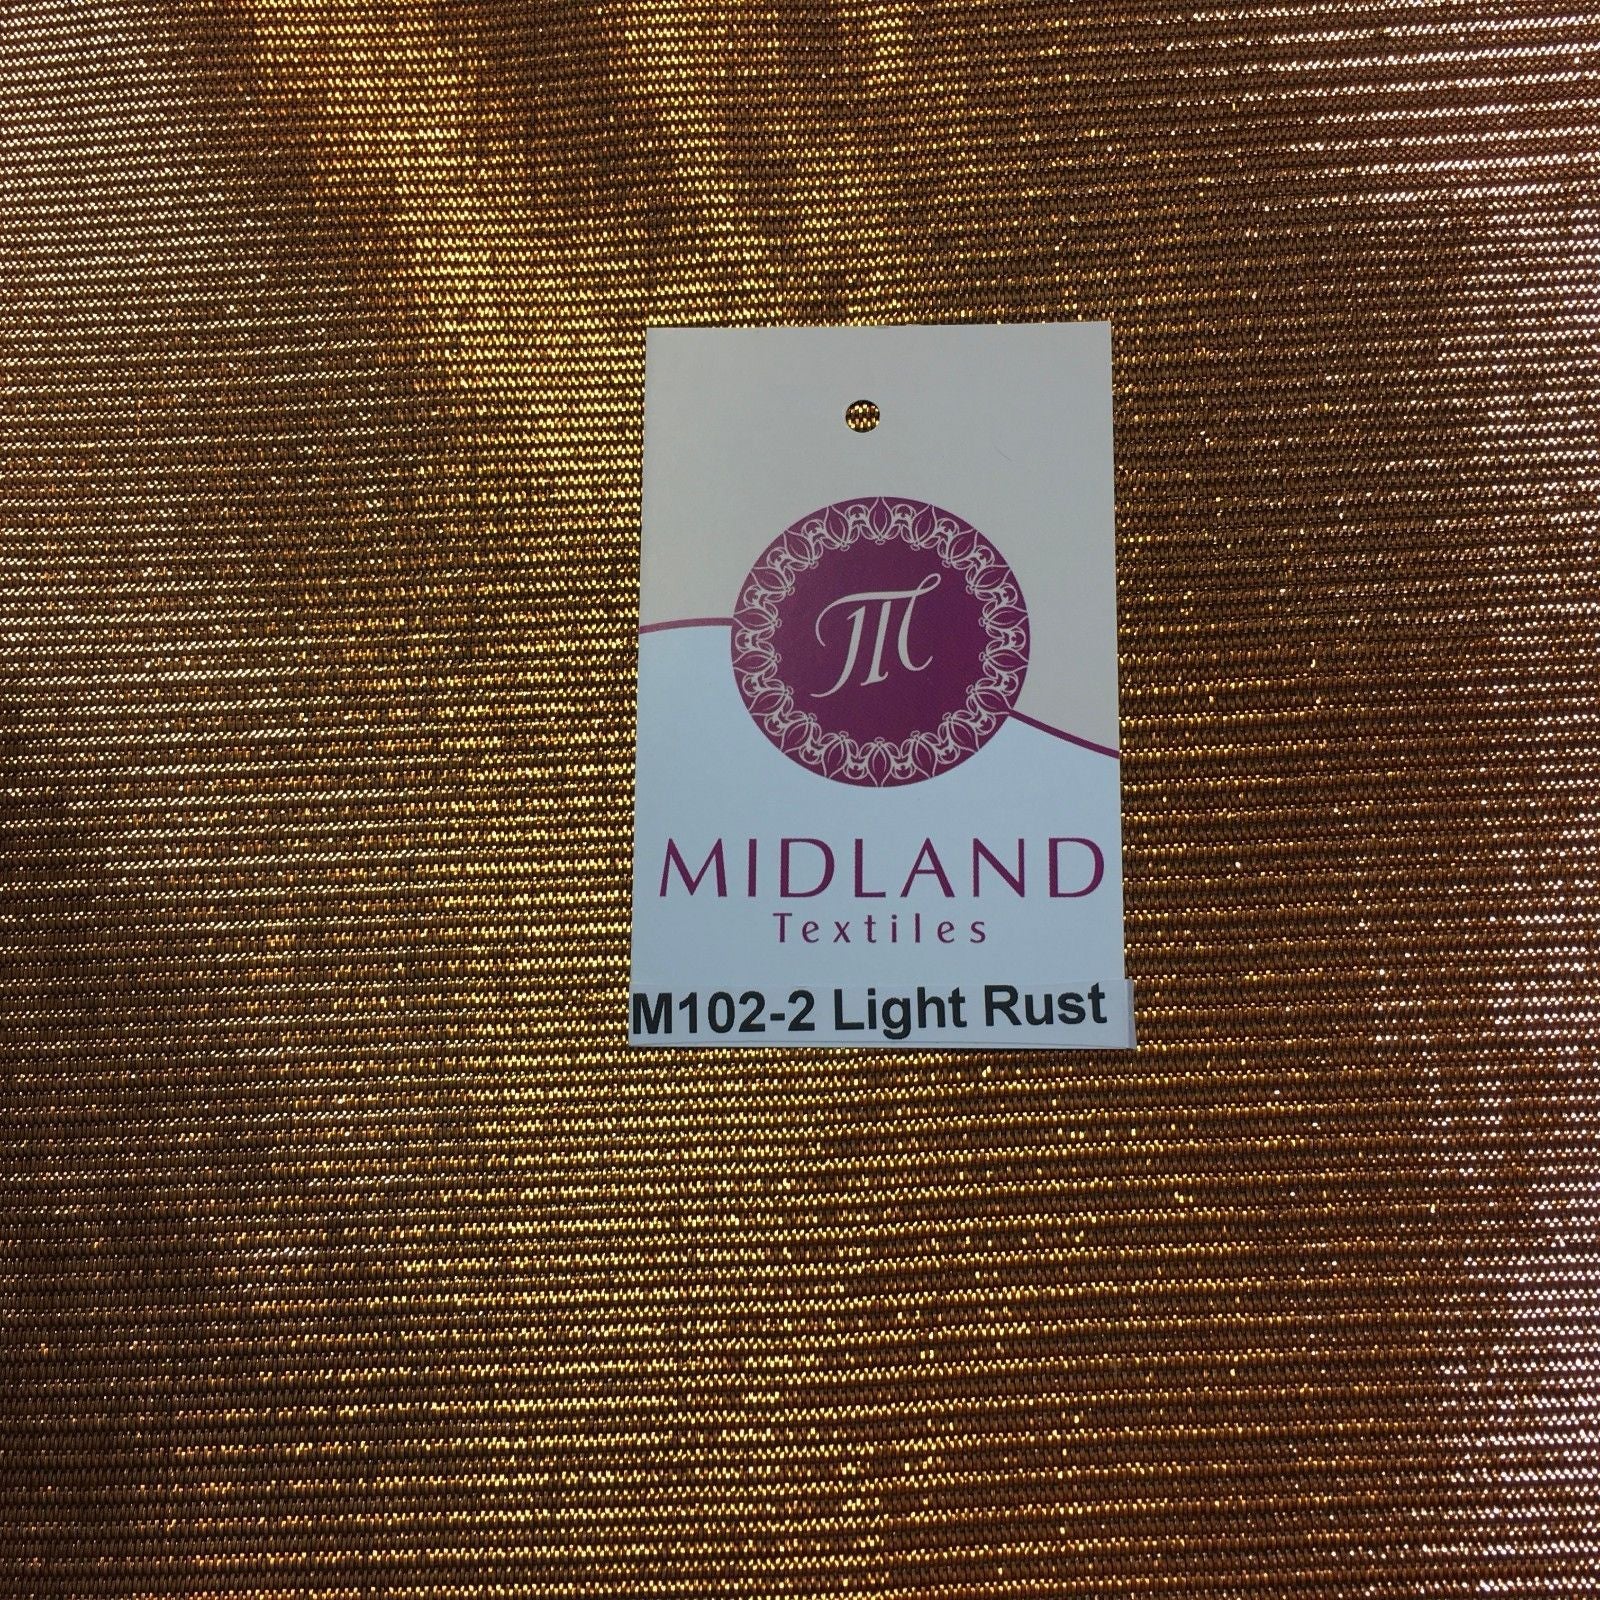 M
MIDLAND
Textiles
M102-2 Light Rust